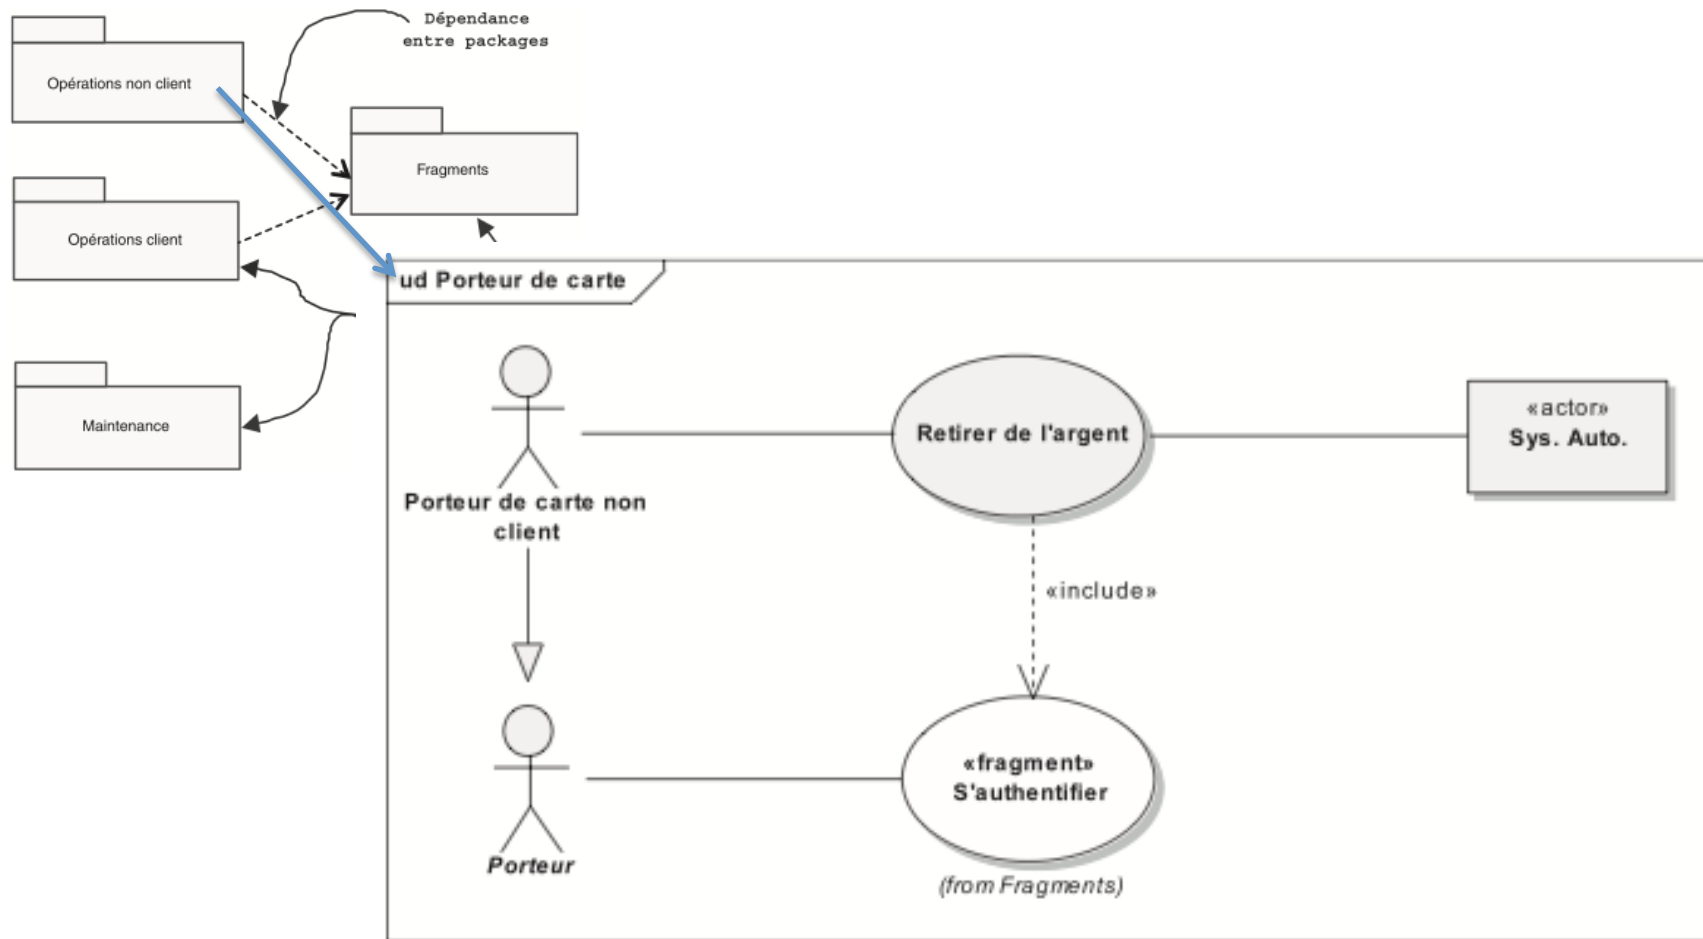 Dépendance
entre packages
Opérations non client
Fragments
Opérations client
Maintenance
ud Porteur de carte
Porteur de carte non
client
Retirer de l'argent
«actor»
Sys. Auto.
«include»
Porteur
«fragment»
S'authentifier
(from Fragments)